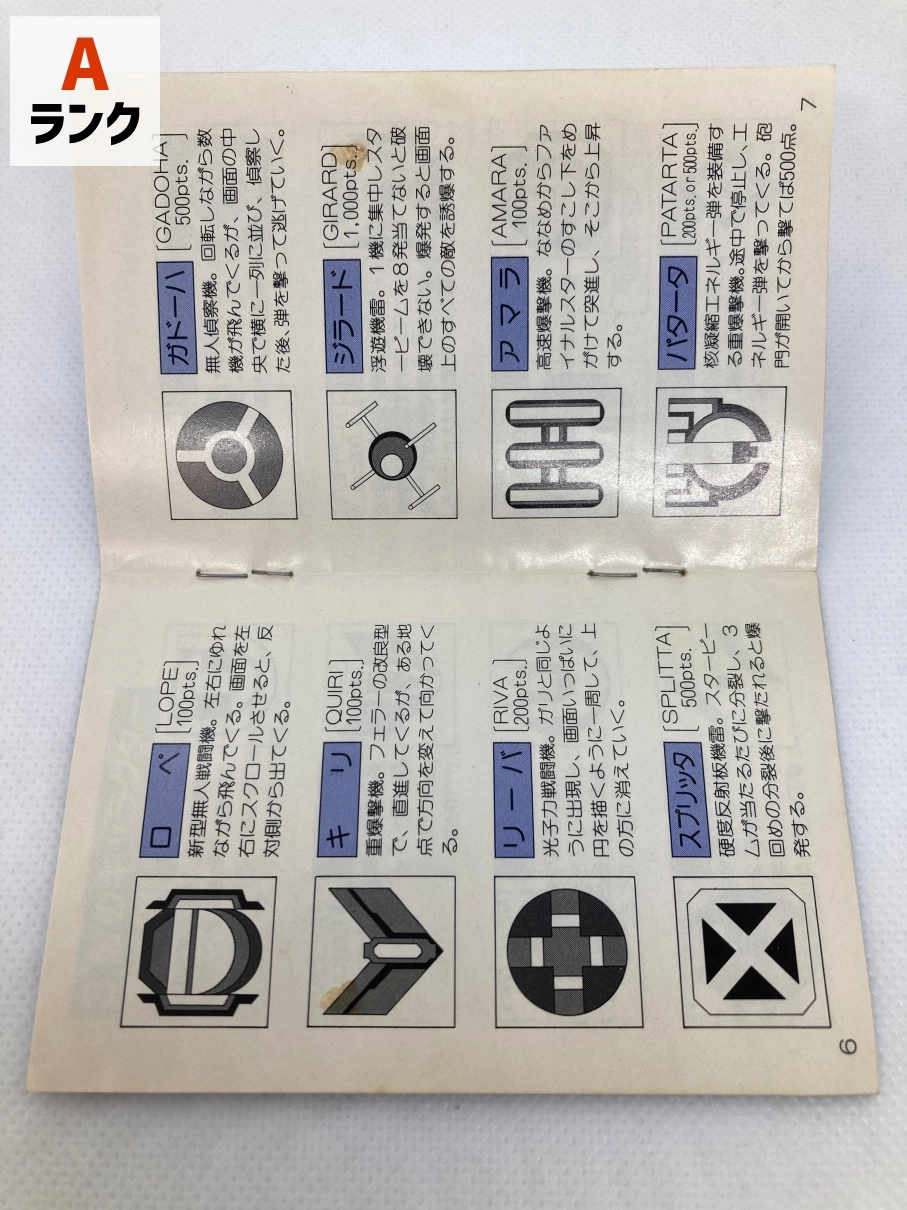 A
ランク
ロペ
[LOPE]
[100pts.]
新型無人戦闘機。左右にゆれ
ながら飛んでくる。画面を左
右にスクロールさせると、反
対側から出てくる。
キリ
[QUIRI]
[100pts.]
重爆撃機。フェラーの改良型
で、直進してくるが、ある地
点で方向を変えて向かってく
る。
リーバ
[RIVA]
[200pts.]
光子力戦闘機。ガリと同じよ
うに出現し、画面いっぱいに
円を描くように一周して、上
の方に消えていく。
スプリッタ
[SPLITTA]
[500pts.]
硬度反射板機雷。スタービー
ムが当たるたびに分裂し、3
回めの分裂後に撃たれると爆
発する。
6
ガドーハ
[GADOHA]
[500pts.]
無人偵察機。回転しながら数
機が飛んでくるが、画面の中
央で横に一列に並び、偵察し
た後、弾を撃って逃げていく。
ジラード
[GIRARD]
[1,000pts.]
浮遊機雷。1機に集中しスタ
ービームを8発当てないと破
壊できない。爆発すると画面
上のすべての敵を誘爆する。
アマラ
[AMARA]
[100pts.]
高速爆撃機。ななめからファ
イナルスターのすこし下をめ
がけて突進し、そこから上昇
する。
パタータ
[PATARTA]
[200pts.or 500pts.]
核凝縮エネルギー弾を装備す
る重爆撃機。途中で停止し、エ
ネルギー弾を撃ってくる。砲
門が開いてから撃てば500点。
7